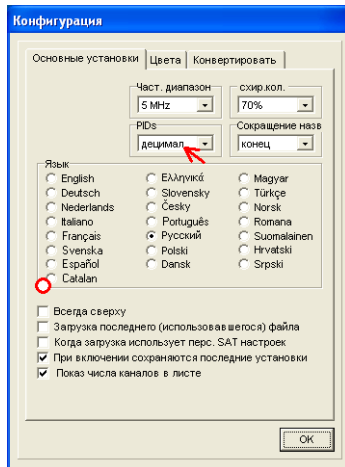 Конфигурация
Основные установки Цвета Конвертировать
Част. диапазон схир.кол.
5 MHz 70%
PIDs Сокращение назв
децимал конец
Язык
English Ελληνικά Magyar
Deutsch Slovensky Türkçe
Nederlands Česky Norsk
Italiano Português Romana
Français Русский Suomalainen
Svenska Polski Hrvatski
Español Dansk Srpski
Catalan
Всегда сверху
Загрузка последнего (использовавшегося) файла
Когда загрузка использует перс. SAT настроек
При включении сохраняются последние установки
Показ числа каналов в листе
OK